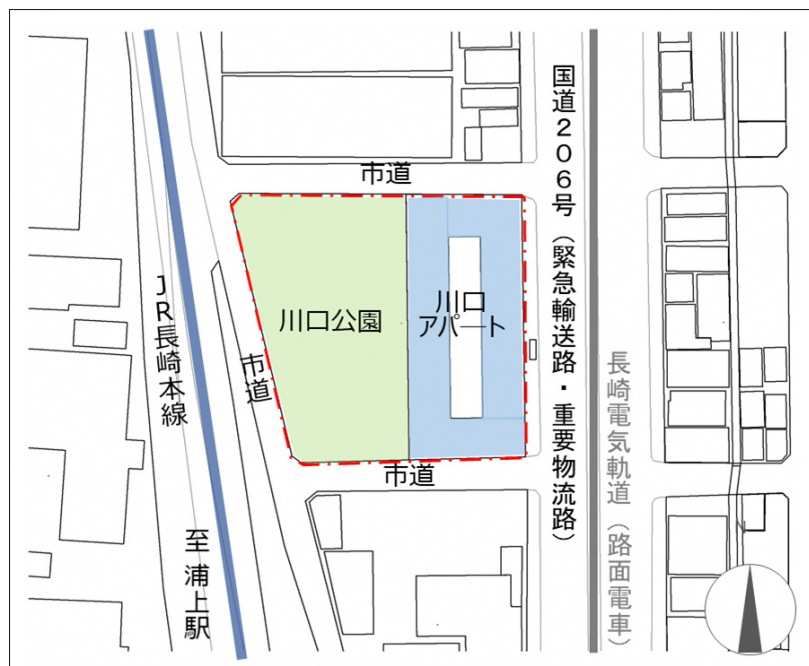 市道
国道２０６号（緊急輸送路・重要物流路）
川口公園
川口
アパート
ＪＲ長崎本線
市道
長崎電気軌道（路面電車）
市道
至 浦上駅